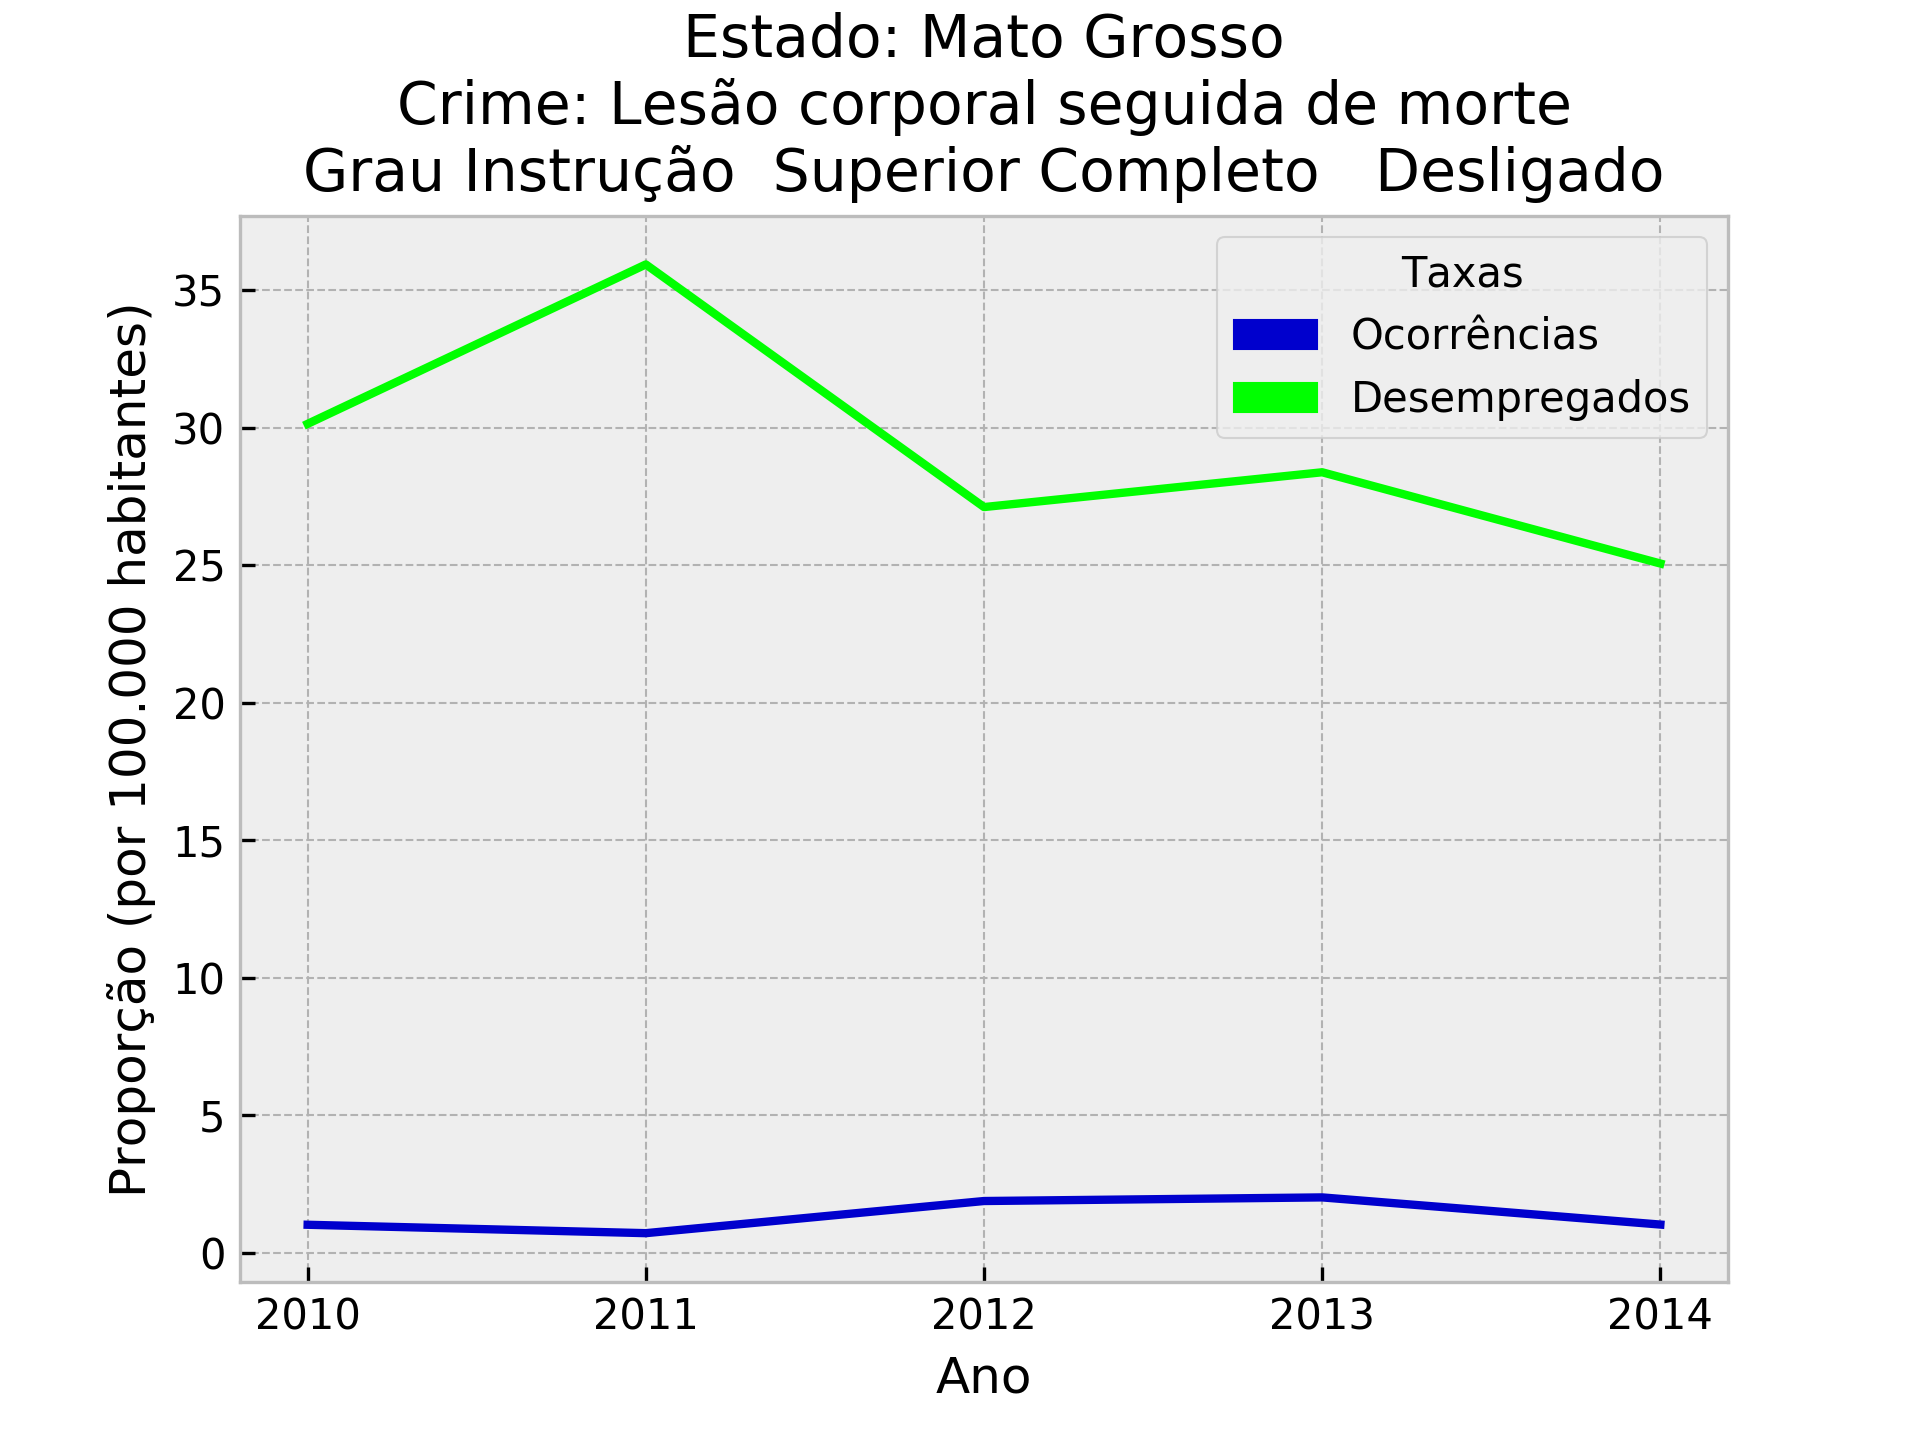 Estado: Mato Grosso
Crime: Lesão corporal seguida de morte
Grau Instrução  Superior Completo   Desligado
Taxas
Ocorrências
Desempregados
Proporção (por 100.000 habitantes)
35
30
25
20
15
10
5
0
2010 2011 2012 2013 2014
Ano